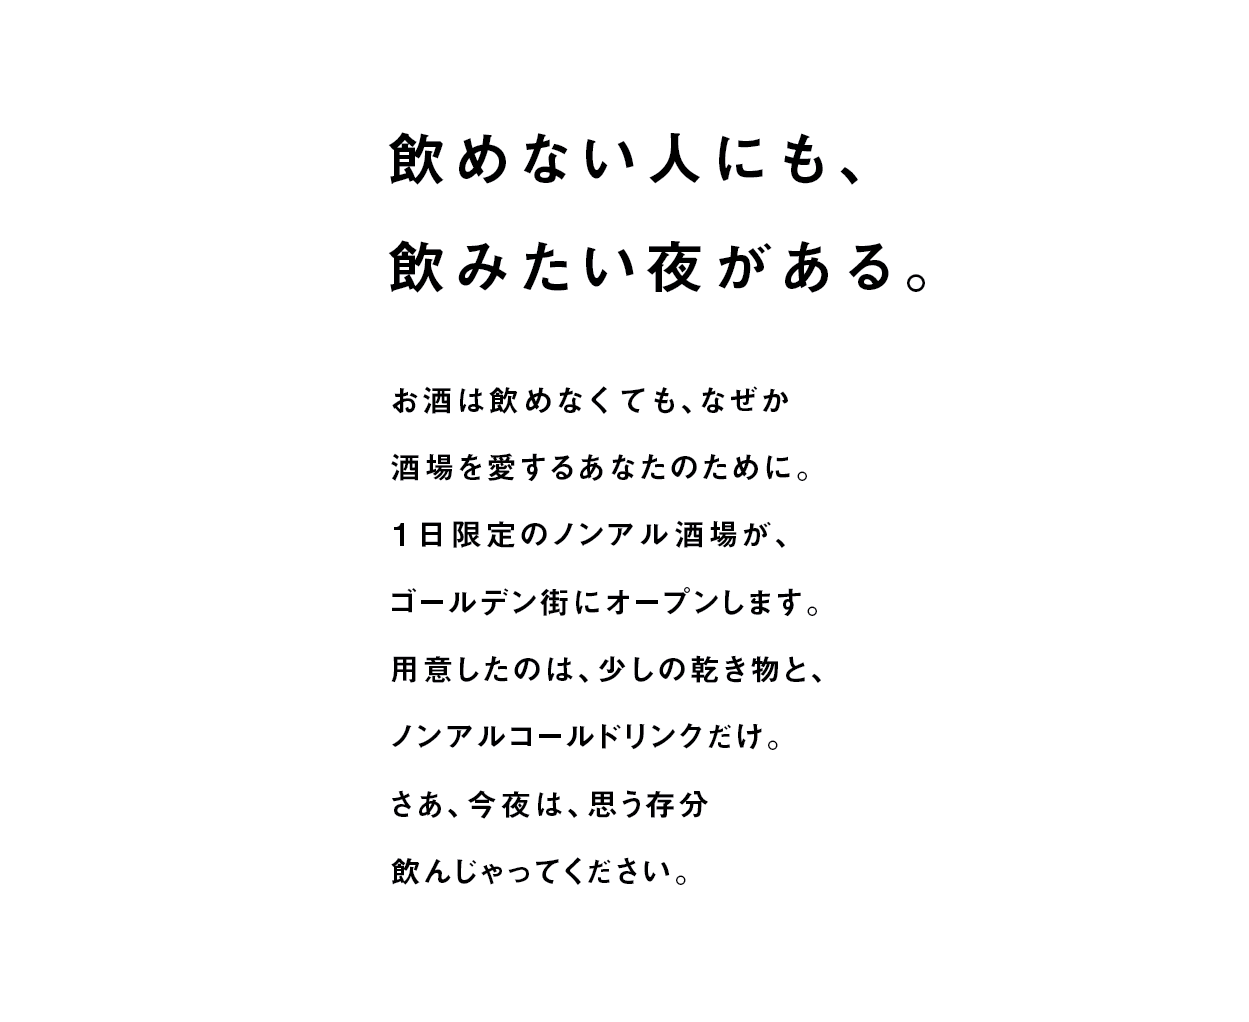 飲めない人にも、
飲みたい夜がある。
お酒は飲めなくても、なぜか
酒場を愛するあなたのために。
1日限定のノンアル酒場が、
ゴールデン街にオープンします。
用意したのは、少しの乾き物と、
ノンアルコールドリンクだけ。
さあ、今夜は、思う存分
飲んじゃってください。